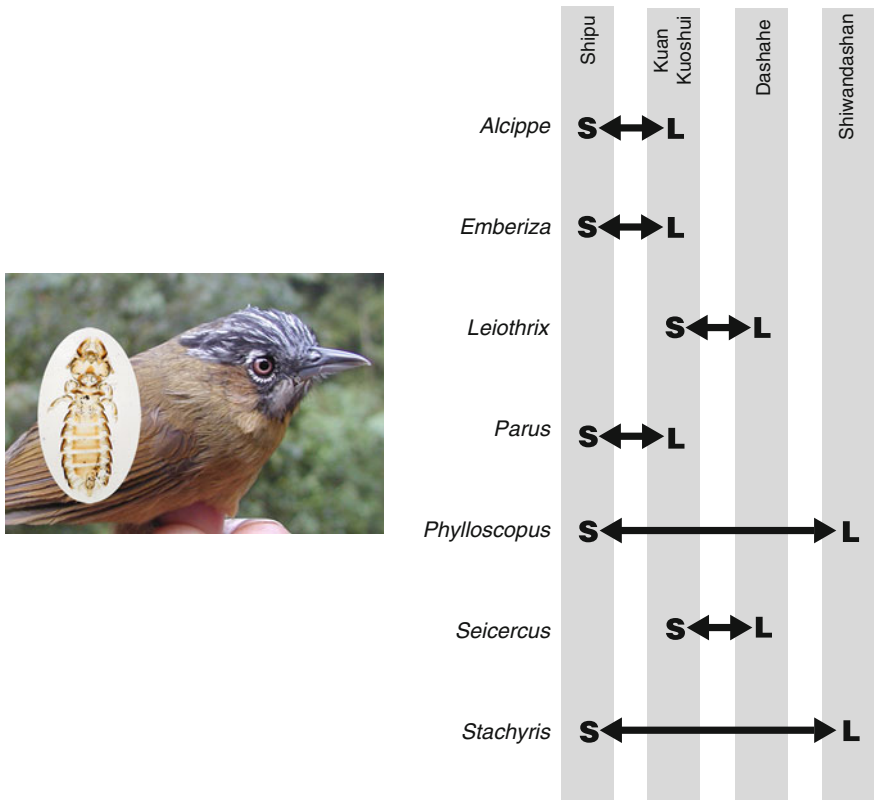 Shipu
Kuan
Kuoshui
Dashahe
Shiwandashan
Alcippe S L
Emberiza S L
Leiothrix S L
Parus S L
Phylloscopus S L
Seicercus S L
Stachyris S L